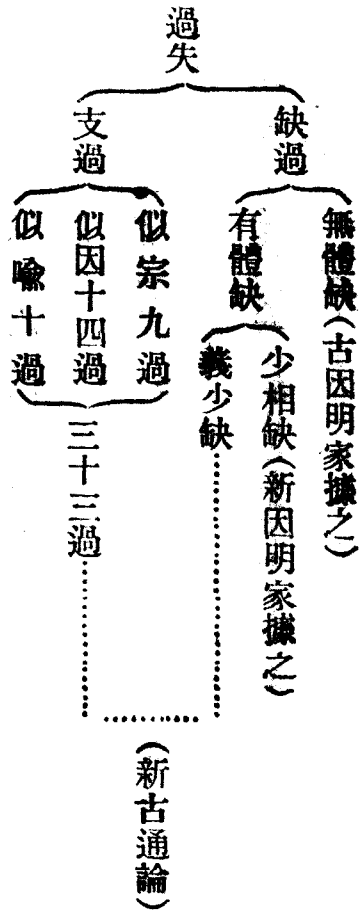 過失
缺過
無體缺（古因明家據之）
有體缺
少相缺（新因明家據之）
義少缺
支過
似宗九過
似因十四過
似喩十過
三十三過
（新古通論）